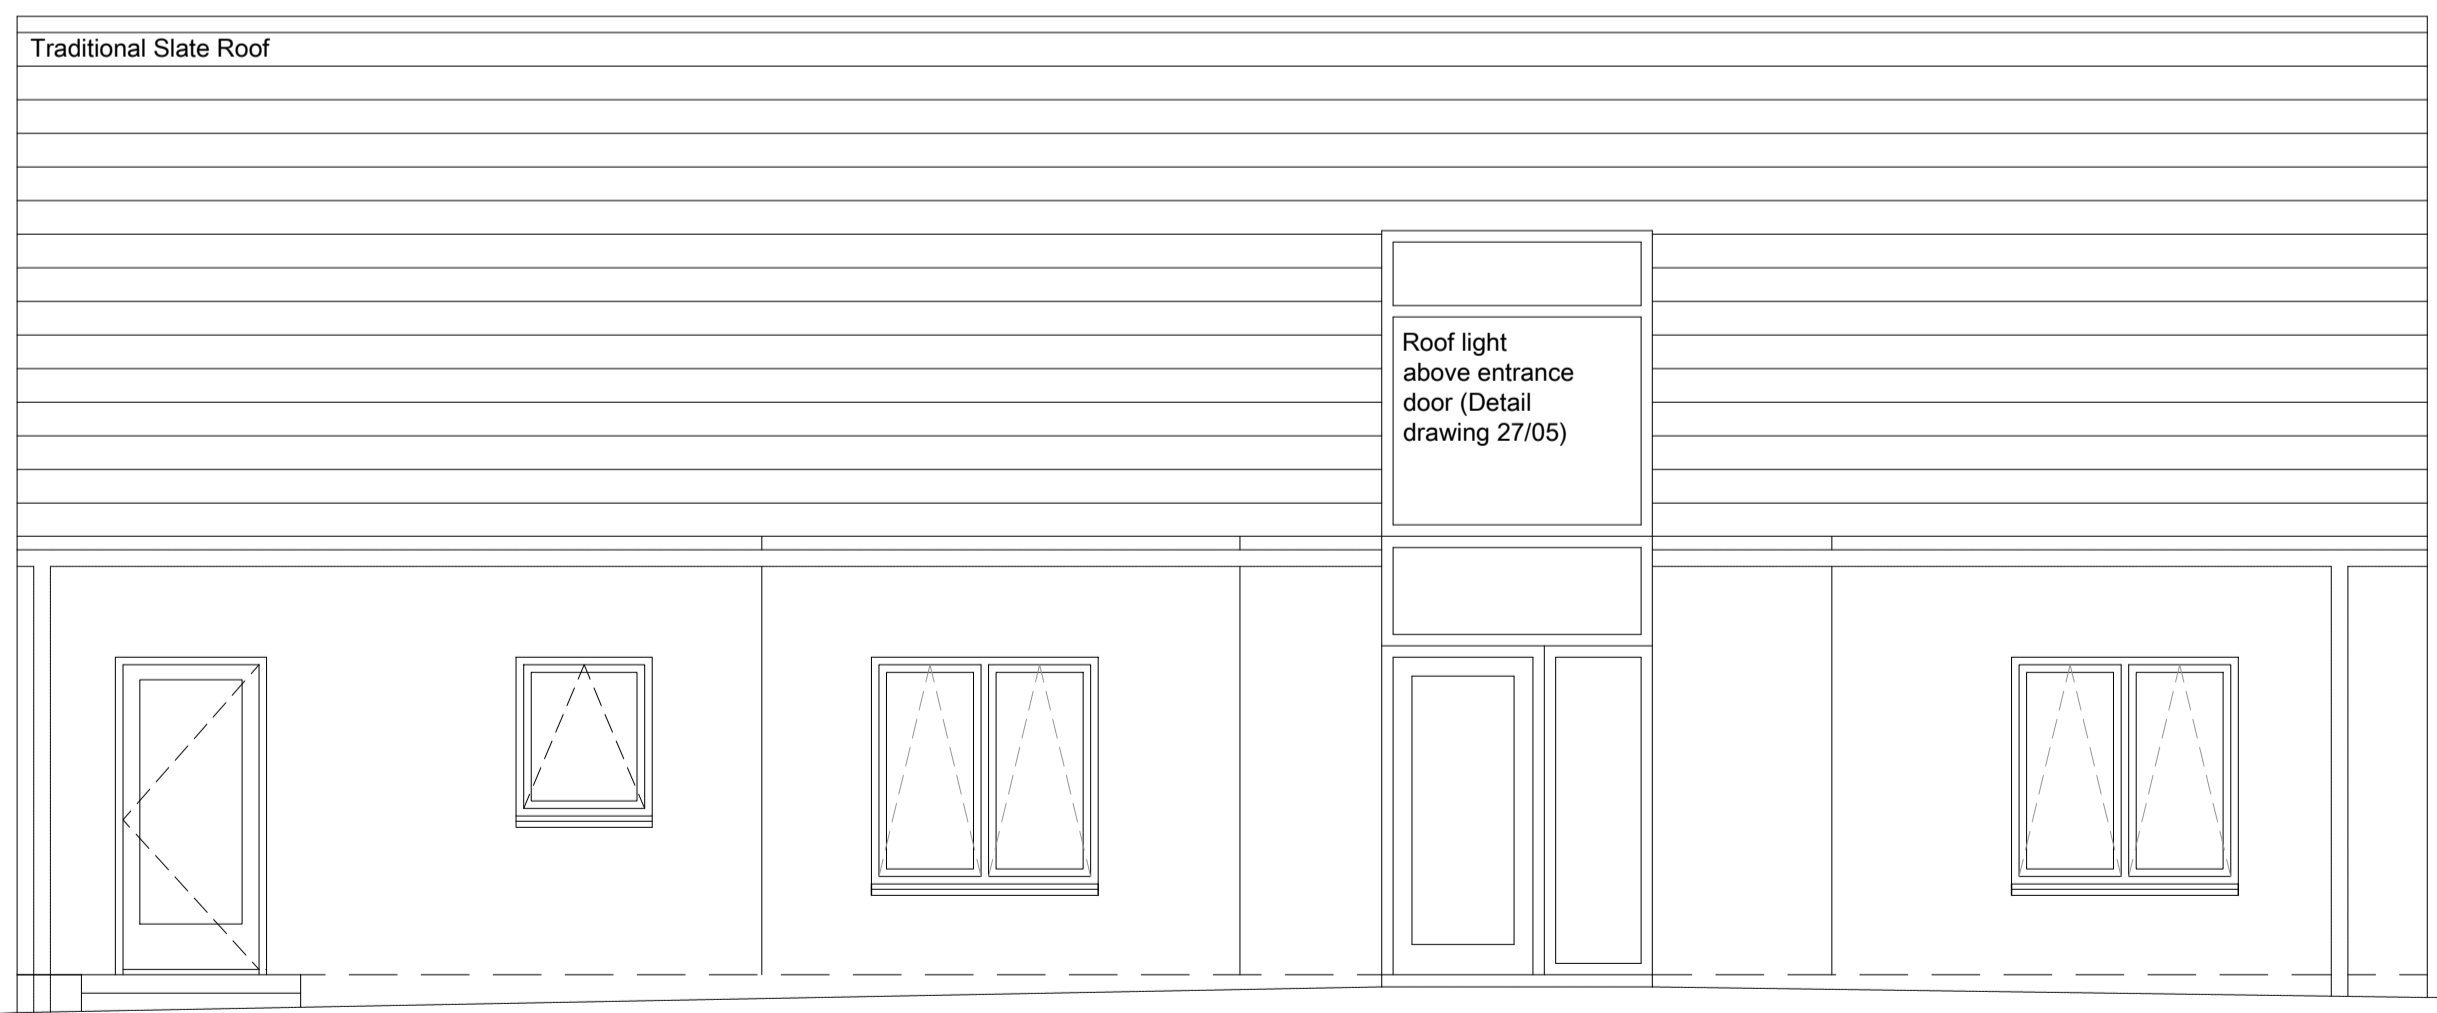 Traditional Slate Roof
Roof light
above entrance
door (Detail
drawing 27/05)